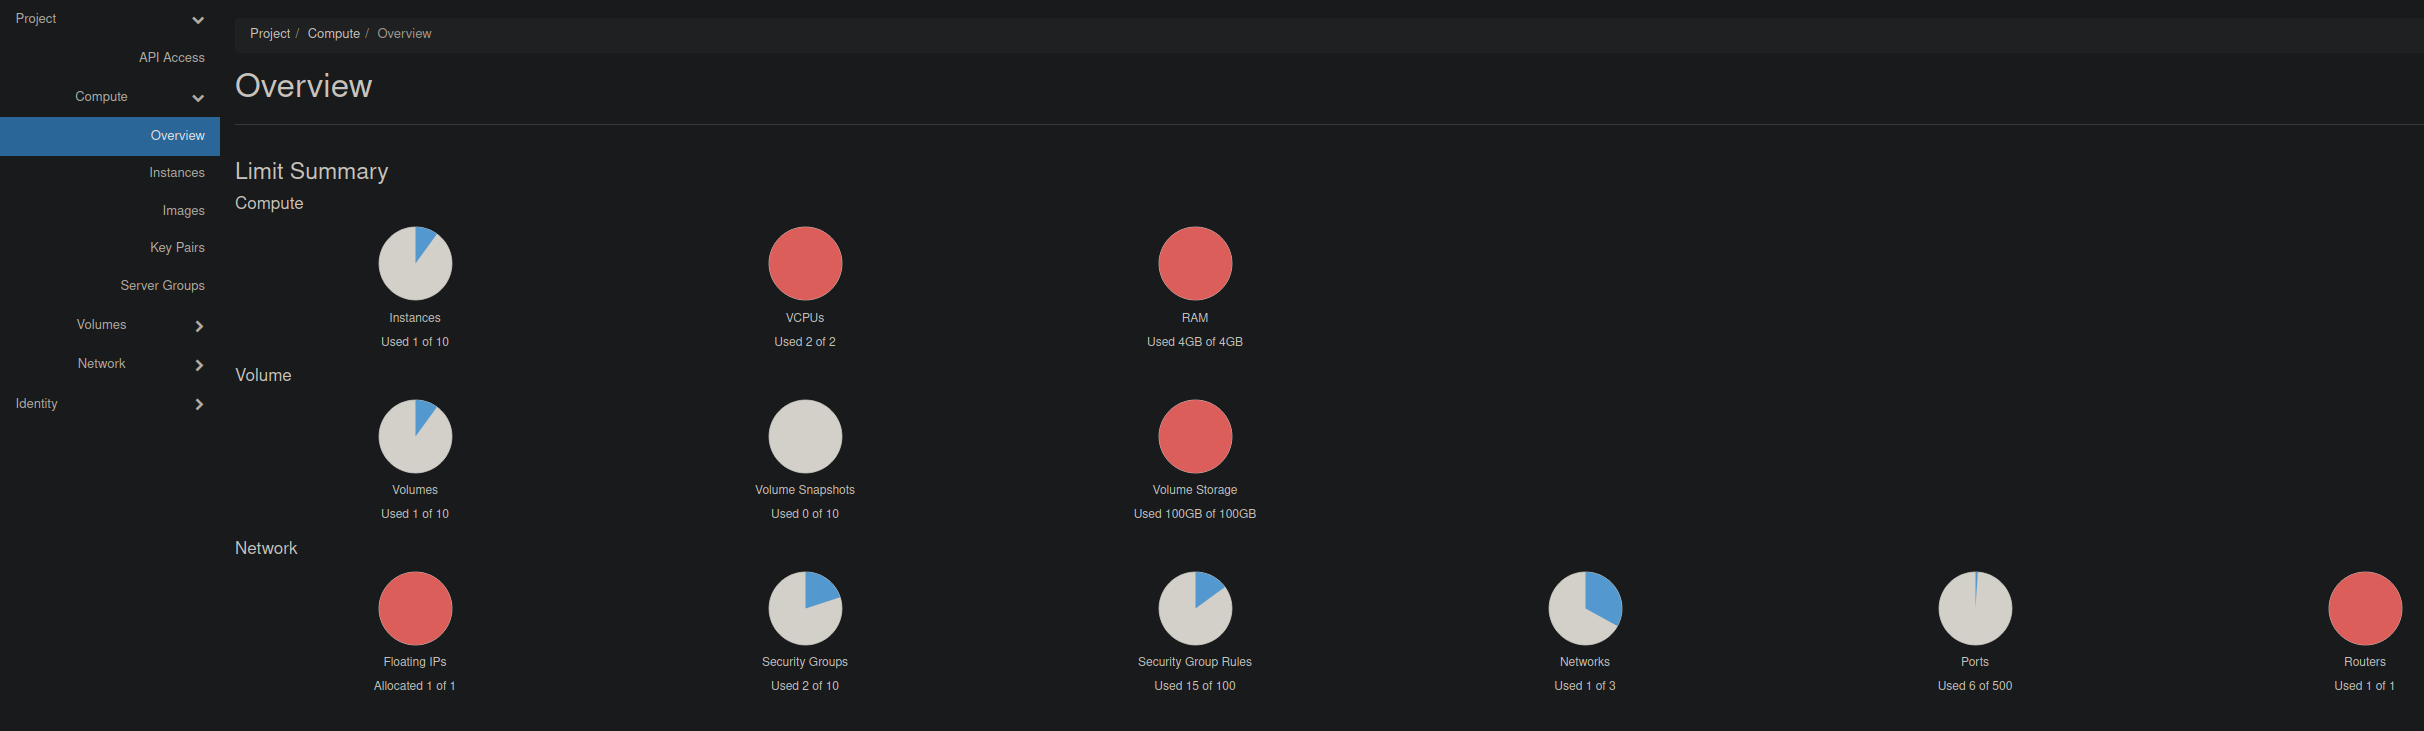 Project
API Access
Compute
Overview
Instances
Images
Key Pairs
Server Groups
Volumes
Network
Identity
Project / Compute / Overview
Overview
Limit Summary
Compute
Instances
Used 1 of 10
VCPUs
Used 2 of 2
RAM
Used 4GB of 4GB
Volume
Volumes
Used 1 of 10
Volume Snapshots
Used 0 of 10
Volume Storage
Used 100GB of 100GB
Network
Floating IPs
Allocated 1 of 1
Security Groups
Used 2 of 10
Security Group Rules
Used 15 of 100
Networks
Used 1 of 3
Ports
Used 6 of 500
Routers
Used 1 of 1